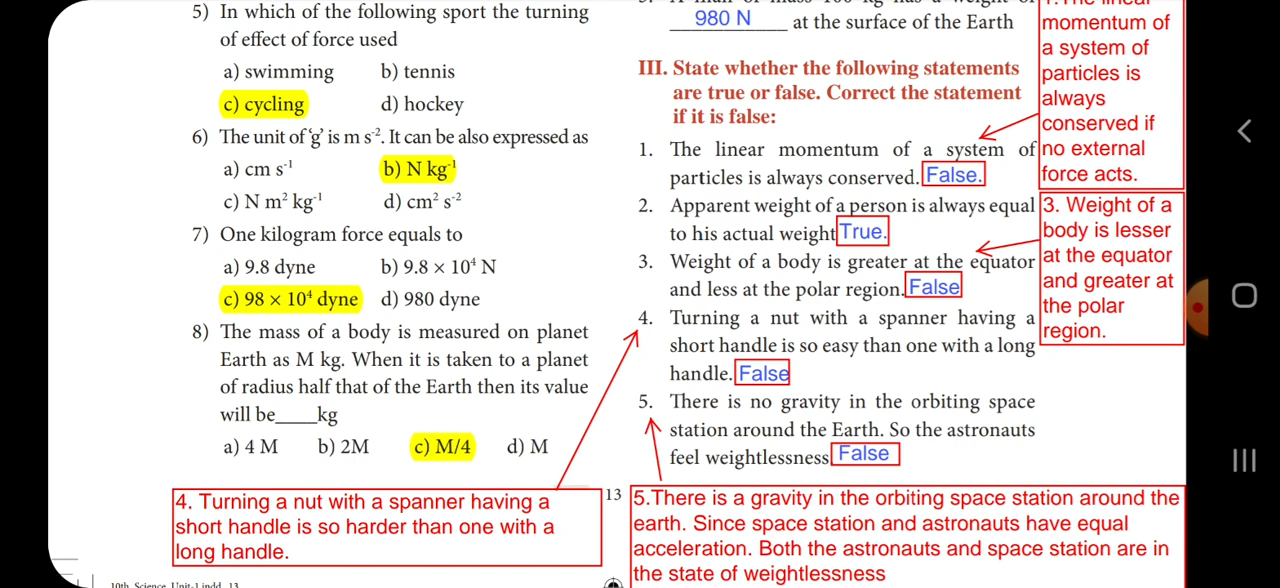 5) In which of the following sport the turning
of effect of force used
a) swimming b) tennis
c) cycling d) hockey
6) The unit of 'g' is m s⁻². It can be also expressed as
a) cm s⁻¹ b) N kg⁻¹
c) N m² kg⁻¹ d) cm² s⁻²
7) One kilogram force equals to
a) 9.8 dyne b) 9.8 × 10⁴ N
c) 98 × 10⁴ dyne d) 980 dyne
8) The mass of a body is measured on planet
Earth as M kg. When it is taken to a planet
of radius half that of the Earth then its value
will be____kg
a) 4 M b) 2M c) M/4 d) M
4. Turning a nut with a spanner having a
short handle is so harder than one with a
long handle.
10th_Science_Unit-1.indd 13
980 N at the surface of the Earth
III. State whether the following statements
are true or false. Correct the statement
if it is false:
1. The linear momentum of a system of
particles is always conserved. False.
2. Apparent weight of a person is always equal
to his actual weight True.
3. Weight of a body is greater at the equator
and less at the polar region. False
4. Turning a nut with a spanner having a
short handle is so easy than one with a long
handle. False
5. There is no gravity in the orbiting space
station around the Earth. So the astronauts
feel weightlessness. False
13
1.The linear
momentum of
a system of
particles is
always
conserved if
no external
force acts.
3. Weight of a
body is lesser
at the equator
and greater at
the polar
region.
5.There is a gravity in the orbiting space station around the
earth. Since space station and astronauts have equal
acceleration. Both the astronauts and space station are in
the state of weightlessness